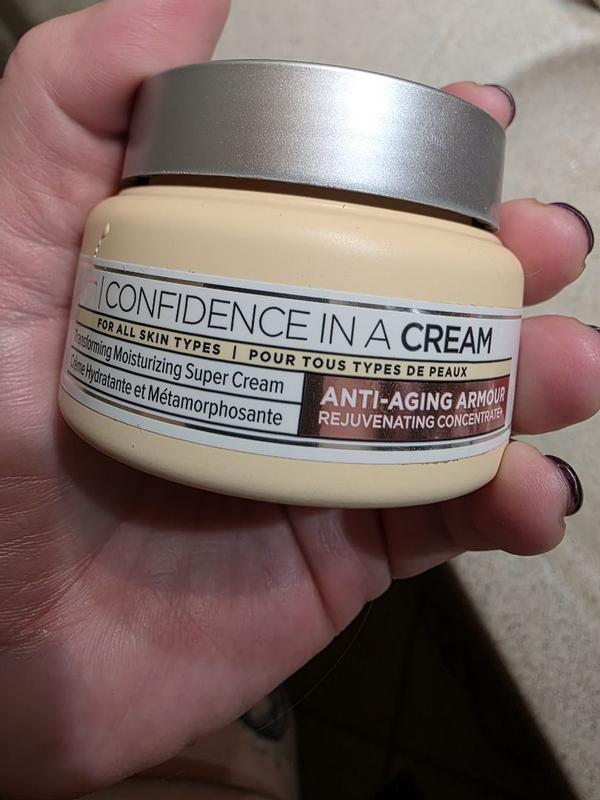 CONFIDENCE IN A CREAM
FOR ALL SKIN TYPES | POUR TOUS TYPES DE PEAUX
Transforming Moisturizing Super Cream
Crème Hydratante et Métamorphosante
ANTI-AGING ARMOUR
REJUVENATING CONCENTRATE